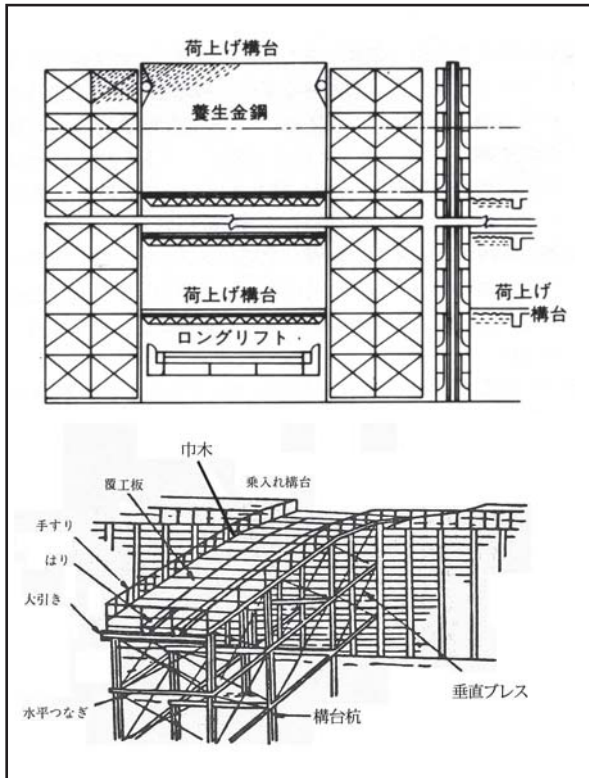 荷上げ構台
養生金鋼
荷上げ構台
荷上げ
構台
ロングリフト
巾木
覆工板
乗入れ構台
手すり
はり
大引き
垂直ブレス
水平つなぎ
構台杭